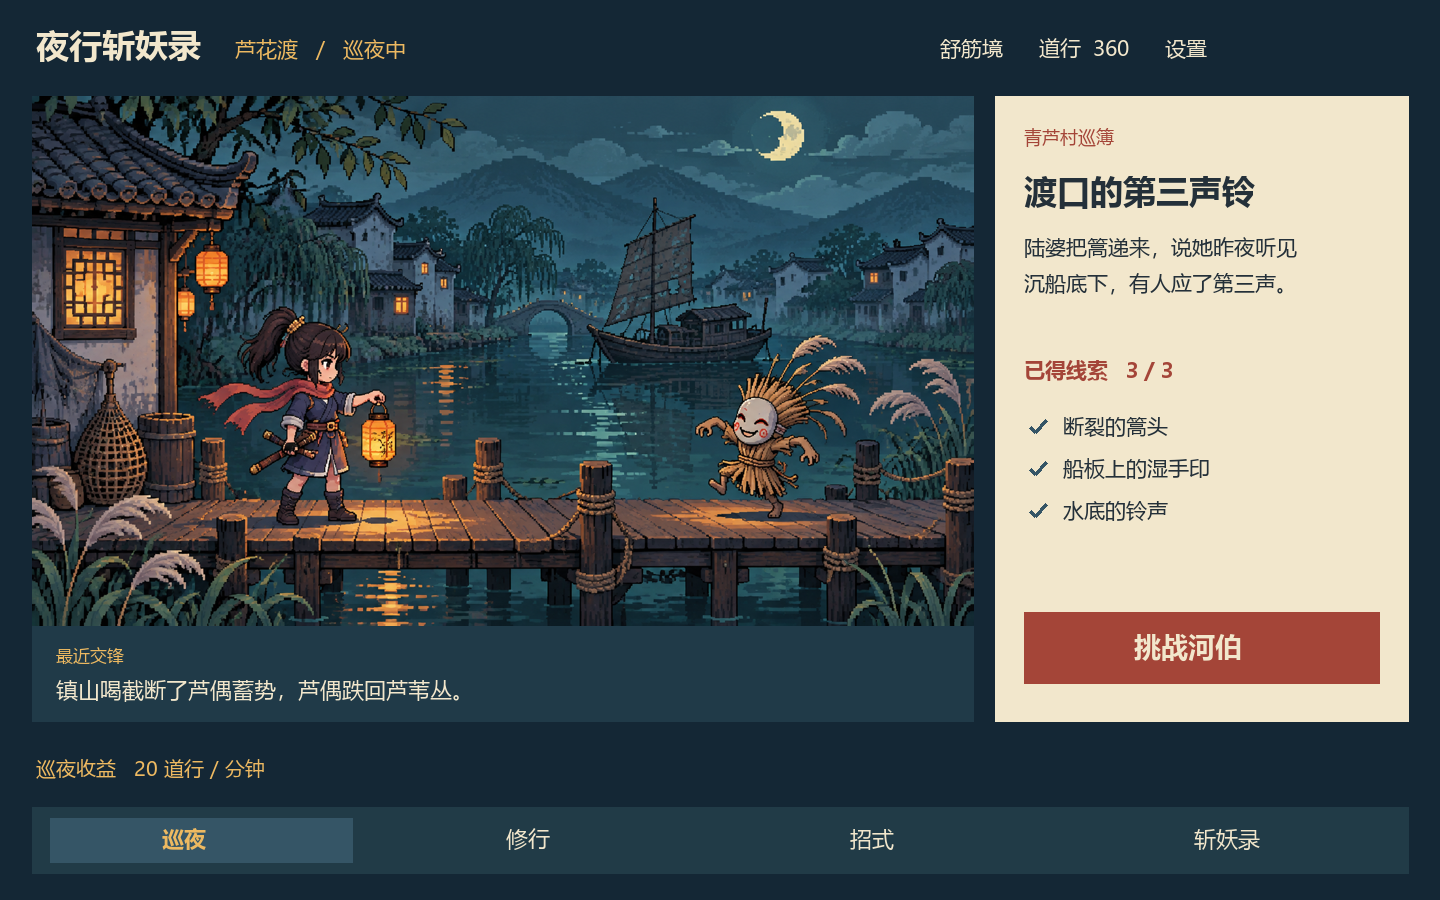 夜行斩妖录
芦花渡 / 巡夜中
舒筋境 道行 360 设置
青芦村巡簿
渡口的第三声铃
陆婆把篙递来，说她昨夜听见
沉船底下，有人应了第三声。
已得线索 3 / 3
断裂的篙头
船板上的湿手印
水底的铃声
挑战河伯
最近交锋
镇山喝截断了芦偶蓄势，芦偶跌回芦苇丛。
巡夜收益 20 道行 / 分钟
巡夜 修行 招式 斩妖录